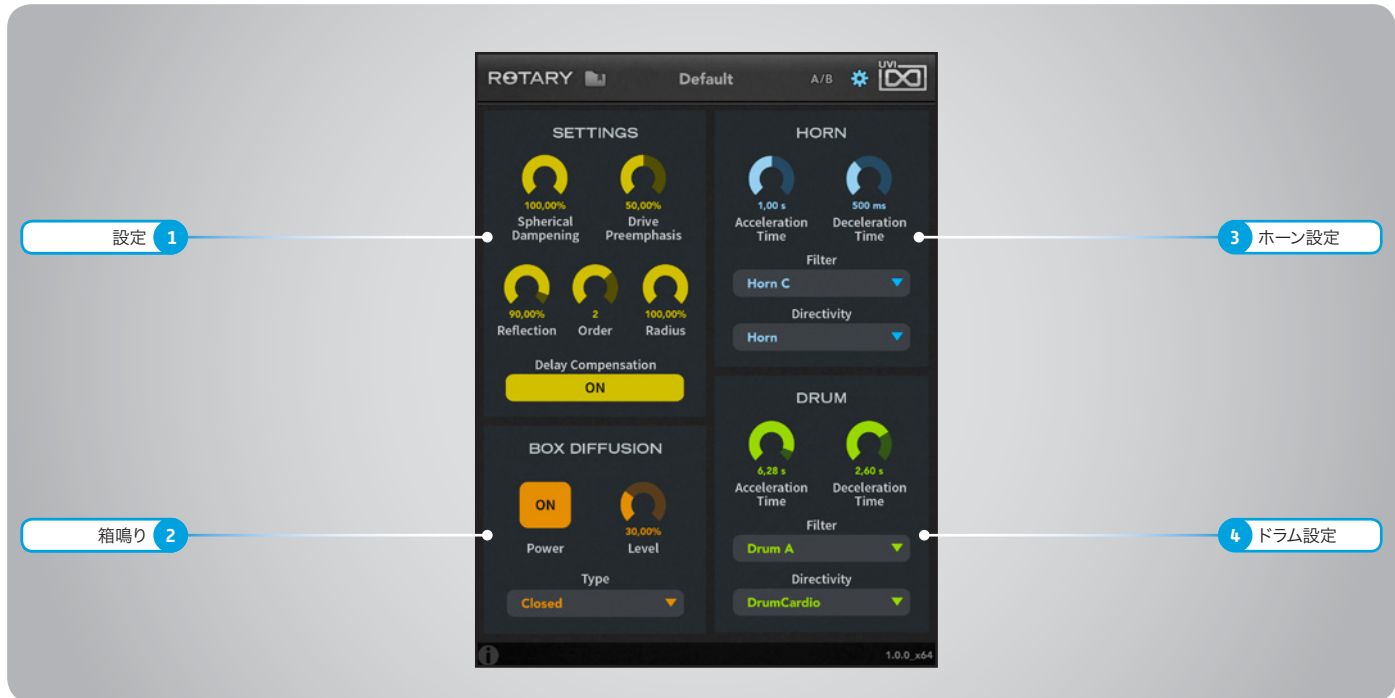 ROTARY
Default
A/B
UVI
SETTINGS
100,00%
50,00%
Spherical
Dampening
Drive
Preemphasis
90,00%
2
100,00%
Reflection
Order
Radius
Delay Compensation
ON
BOX DIFFUSION
ON
30,00%
Power
Level
Type
Closed
HORN
1,00 s
500 ms
Acceleration
Time
Deceleration
Time
Filter
Horn C
Directivity
Horn
DRUM
6,28 s
2,60 s
Acceleration
Time
Deceleration
Time
Filter
Drum A
Directivity
DrumCardio
1.0.0_x64
設定 1
箱鳴り 2
3 ホーン設定
4 ドラム設定